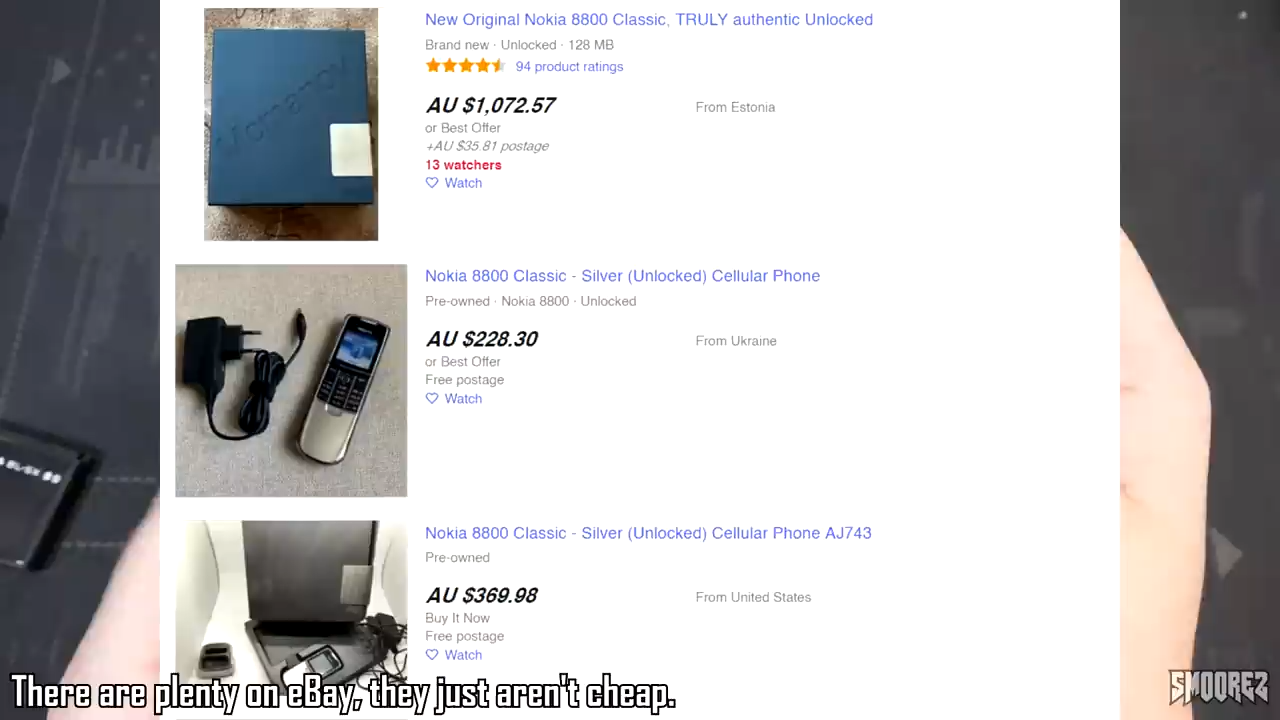 New Original Nokia 8800 Classic, TRULY authentic Unlocked
Brand new · Unlocked · 128 MB
94 product ratings
AU $1,072.57
From Estonia
or Best Offer
+AU $35.81 postage
13 watchers
Watch
Nokia 8800 Classic - Silver (Unlocked) Cellular Phone
Pre-owned · Nokia 8800 · Unlocked
AU $228.30
From Ukraine
or Best Offer
Free postage
Watch
Nokia 8800 Classic - Silver (Unlocked) Cellular Phone AJ743
Pre-owned
AU $369.98
From United States
Buy It Now
Free postage
Watch
There are plenty on eBay, they just aren't cheap.
SMOOREZ